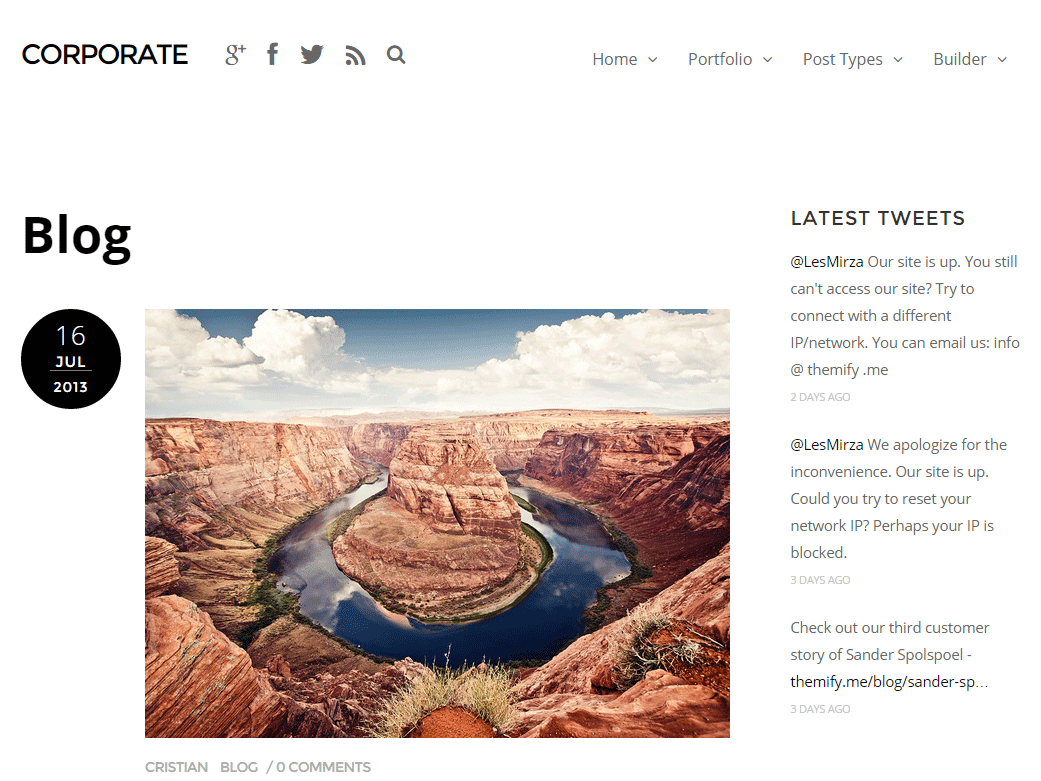 CORPORATE
Home
Portfolio
Post Types
Builder
Blog
16
JUL
2013
CRISTIAN BLOG / 0 COMMENTS
LATEST TWEETS
@LesMirza Our site is up. You still
can't access our site? Try to
connect with a different
IP/network. You can email us: info
@ themify .me
2 DAYS AGO
@LesMirza We apologize for the
inconvenience. Our site is up.
Could you try to reset your
network IP? Perhaps your IP is
blocked.
3 DAYS AGO
Check out our third customer
story of Sander Spolspoel -
themify.me/blog/sander-sp…
3 DAYS AGO